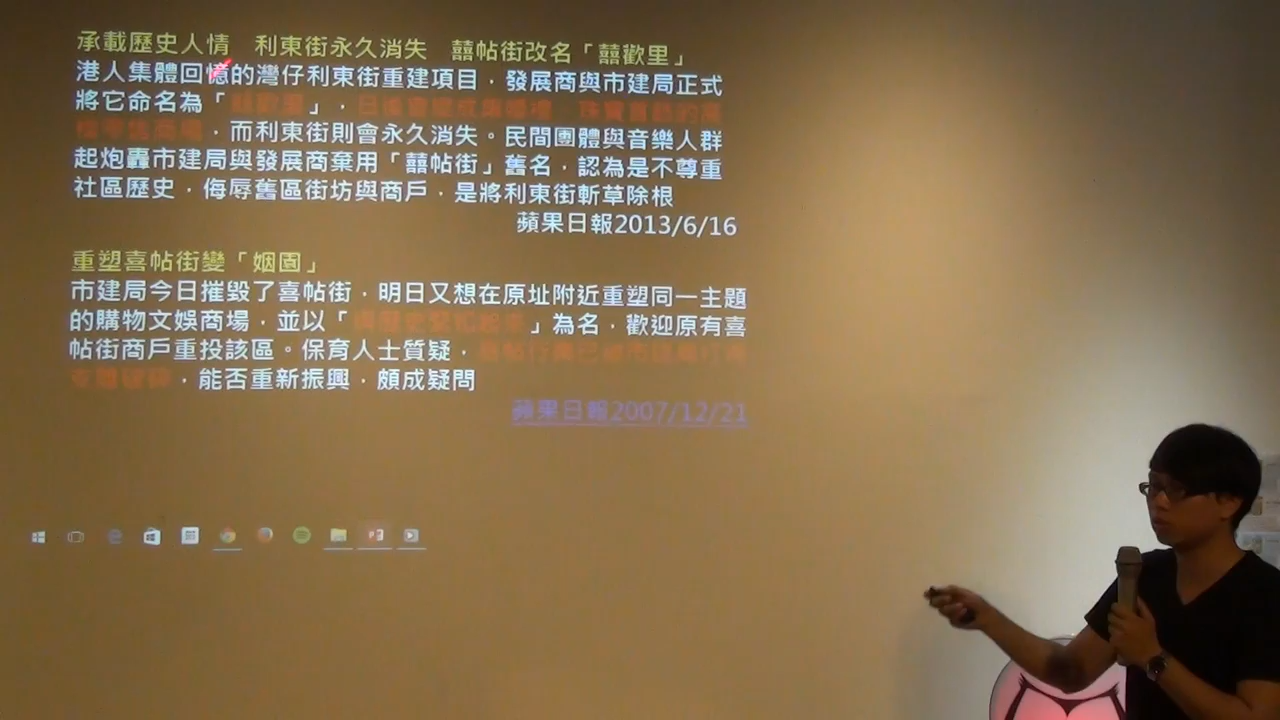 承載歷史人情　利東街永久消失　囍帖街改名「囍歡里」
港人集體回憶的灣仔利東街重建項目，發展商與市建局正式
將它命名為「」，
，而利東街則會永久消失。民間團體與音樂人群
起炮轟市建局與發展商棄用「囍帖街」舊名，認為是不尊重
社區歷史，侮辱舊區街坊與商戶，是將利東街斬草除根
蘋果日報2013/6/16
重塑喜帖街變「姻園」
市建局今日摧毀了喜帖街，明日又想在原址附近重塑同一主題
的購物文娛商場，並以「」為名，歡迎原有喜
帖街商戶重投該區。保育人士質疑，
，能否重新振興，頗成疑問
蘋果日報2007/12/21